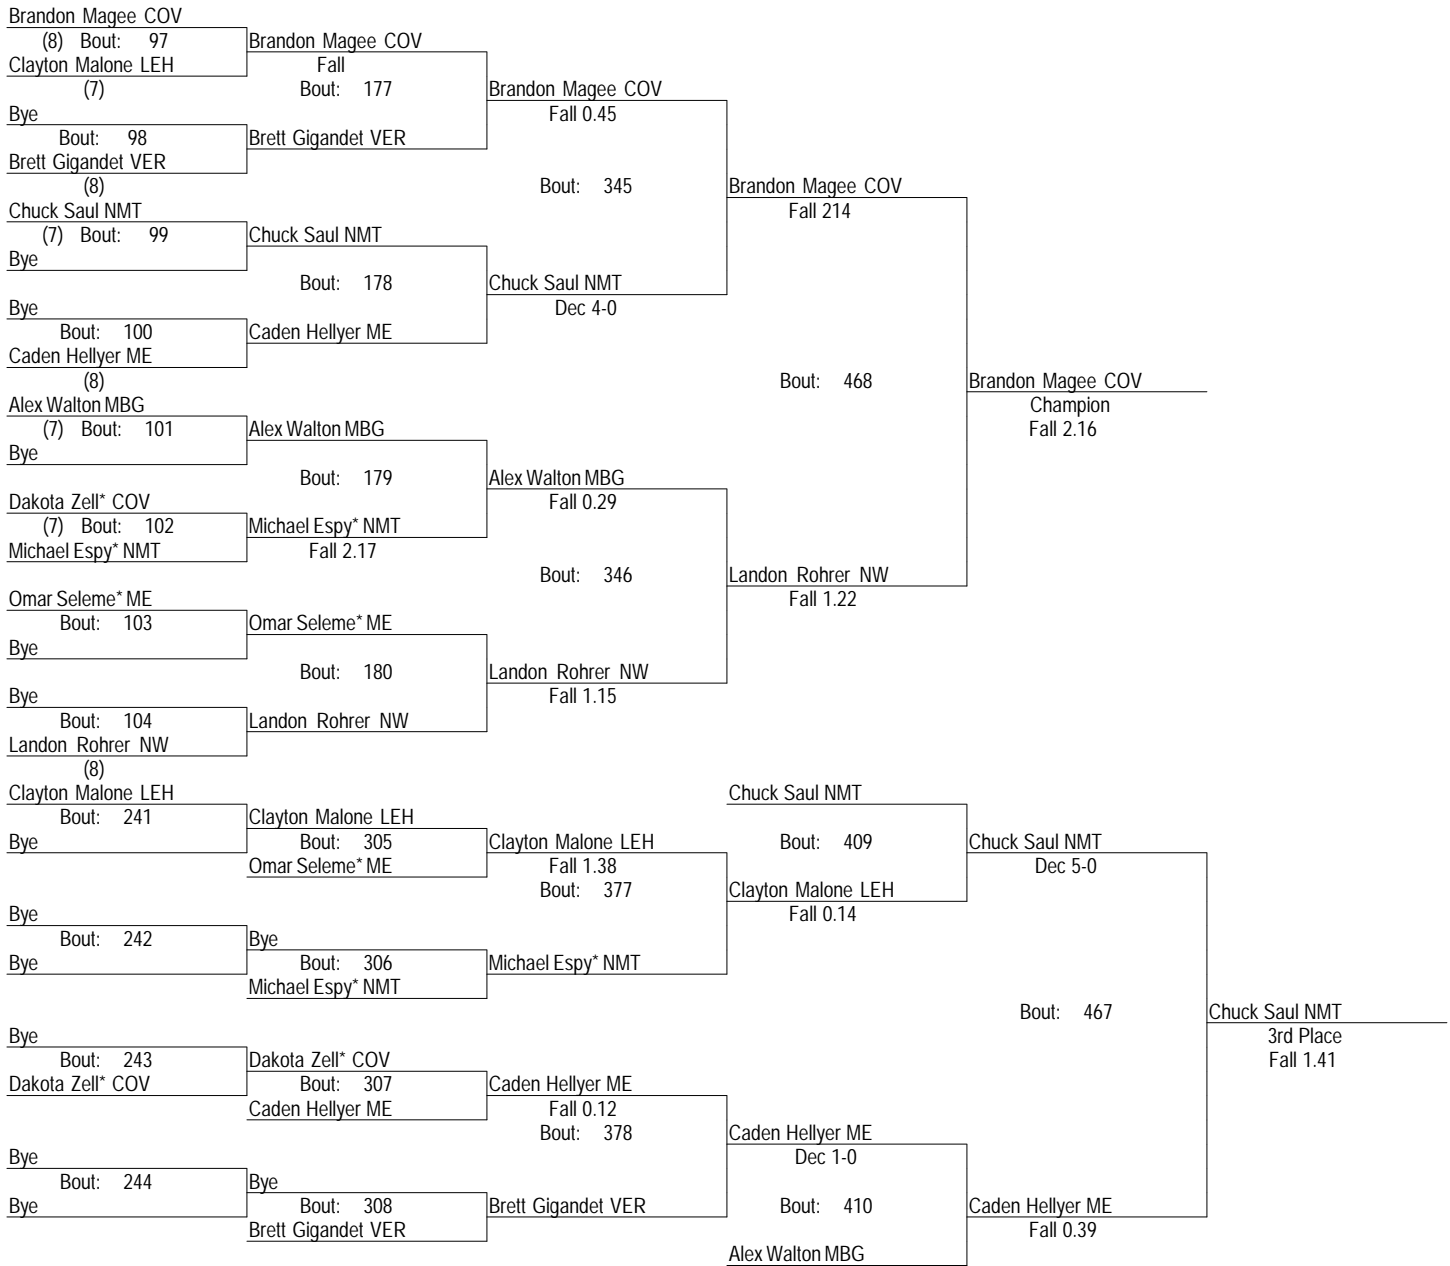 Brandon Magee COV
(8) Bout: 97 Brandon Magee COV
Clayton Malone LEH Fall
(7) Bout: 177 Brandon Magee COV
Bye Fall 0.45
Bout: 98 Brett Gigandet VER
Brett Gigandet VER
(8) Bout: 345 Brandon Magee COV
Chuck Saul NMT Fall 214
(7) Bout: 99 Chuck Saul NMT
Bye
Bout: 178 Chuck Saul NMT
Bye Dec 4-0
Bout: 100 Caden Hellyer ME
Caden Hellyer ME
(8) Bout: 468 Brandon Magee COV
Alex Walton MBG Champion
(7) Bout: 101 Alex Walton MBG Fall 2.16
Bye
Bout: 179 Alex Walton MBG
Dakota Zell* COV Fall 0.29
(7) Bout: 102 Michael Espy* NMT
Michael Espy* NMT Fall 2.17
Bout: 346 Landon Rohrer NW
Omar Seleme* ME Fall 1.22
Bout: 103 Omar Seleme* ME
Bye
Bout: 180 Landon Rohrer NW
Bye Fall 1.15
Bout: 104 Landon Rohrer NW
Landon Rohrer NW
(8)
Clayton Malone LEH Chuck Saul NMT
Bout: 241 Clayton Malone LEH
Bye Bout: 305 Clayton Malone LEH Bout: 409 Chuck Saul NMT
Omar Seleme* ME Fall 1.38 Dec 5-0
Bout: 377 Clayton Malone LEH
Bye Fall 0.14
Bout: 242 Bye
Bye Bout: 306 Michael Espy* NMT
Michael Espy* NMT
Bout: 467 Chuck Saul NMT
Bye 3rd Place
Bout: 243 Dakota Zell* COV Fall 1.41
Dakota Zell* COV Bout: 307 Caden Hellyer ME
Caden Hellyer ME Fall 0.12
Bout: 378 Caden Hellyer ME
Bye Dec 1-0
Bout: 244 Bye
Bye Bout: 308 Brett Gigandet VER Bout: 410 Caden Hellyer ME
Brett Gigandet VER Fall 0.39
Alex Walton MBG